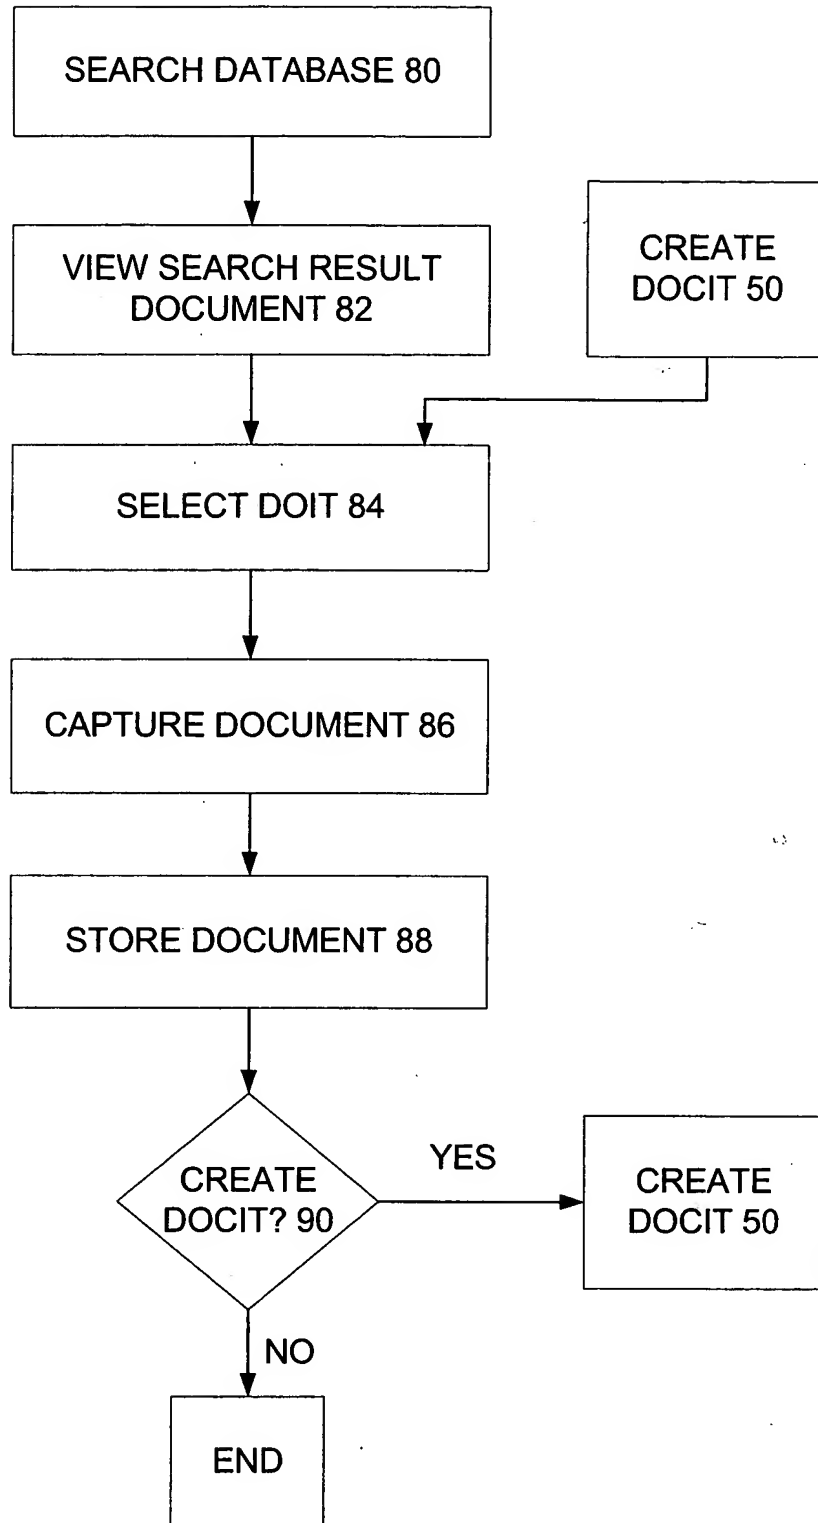 SEARCH DATABASE 80
VIEW SEARCH RESULT
DOCUMENT 82
CREATE
DOCIT 50
SELECT DOIT 84
CAPTURE DOCUMENT 86
STORE DOCUMENT 88
CREATE
DOCIT? 90
YES
CREATE
DOCIT 50
NO
END